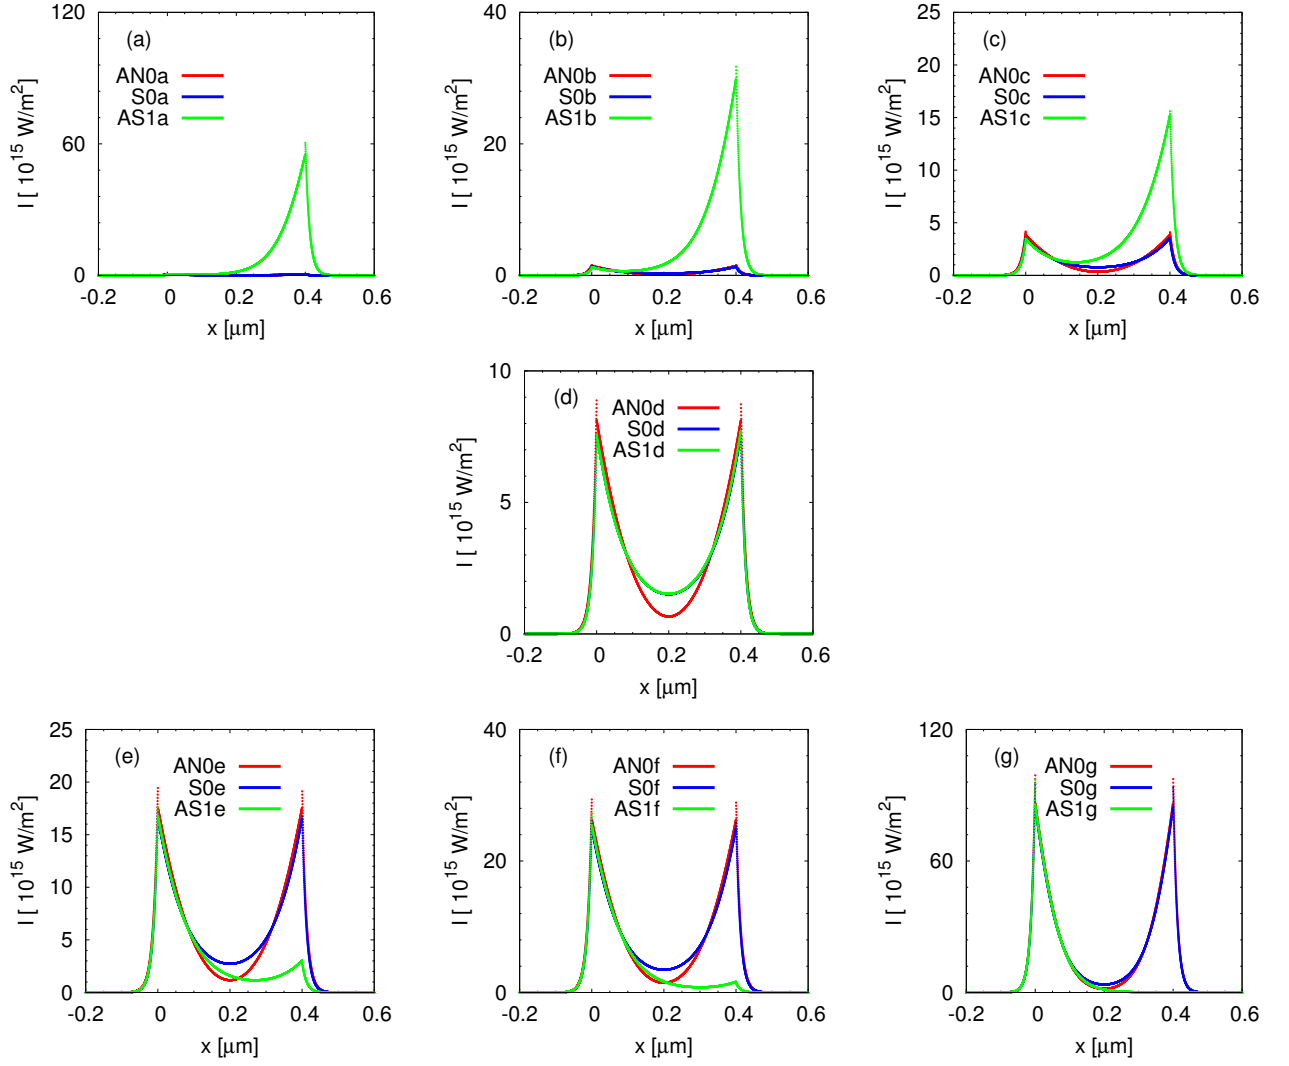 (a)
AN0a
S0a
AS1a
120
60
0
-0.2 0 0.2 0.4 0.6
I [ 10^15 W/m^2]
x [μm]
(b)
AN0b
S0b
AS1b
40
20
0
-0.2 0 0.2 0.4 0.6
I [ 10^15 W/m^2]
x [μm]
(c)
AN0c
S0c
AS1c
25
20
15
10
5
0
-0.2 0 0.2 0.4 0.6
I [ 10^15 W/m^2]
x [μm]
(d)
AN0d
S0d
AS1d
10
5
0
-0.2 0 0.2 0.4 0.6
I [ 10^15 W/m^2]
x [μm]
(e)
AN0e
S0e
AS1e
25
20
15
10
5
0
-0.2 0 0.2 0.4 0.6
I [ 10^15 W/m^2]
x [μm]
(f)
AN0f
S0f
AS1f
40
20
0
-0.2 0 0.2 0.4 0.6
I [ 10^15 W/m^2]
x [μm]
(g)
AN0g
S0g
AS1g
120
60
0
-0.2 0 0.2 0.4 0.6
I [ 10^15 W/m^2]
x [μm]